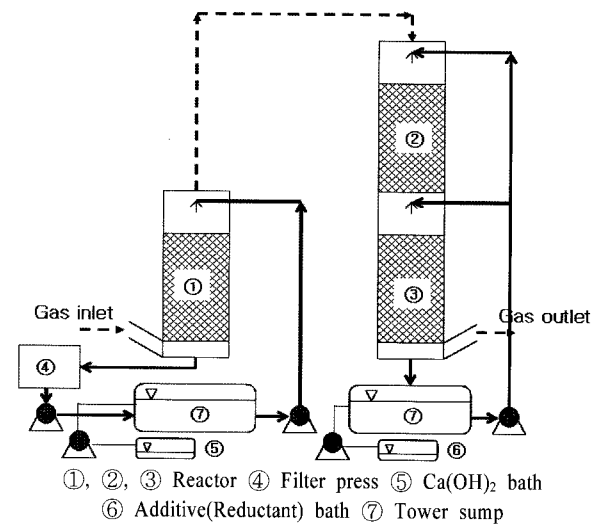 ②
①
③
Gas inlet
Gas outlet
④
⑦
⑦
⑤
⑥
①, ②, ③ Reactor ④ Filter press ⑤ Ca(OH)₂ bath
⑥ Additive(Reductant) bath ⑦ Tower sump